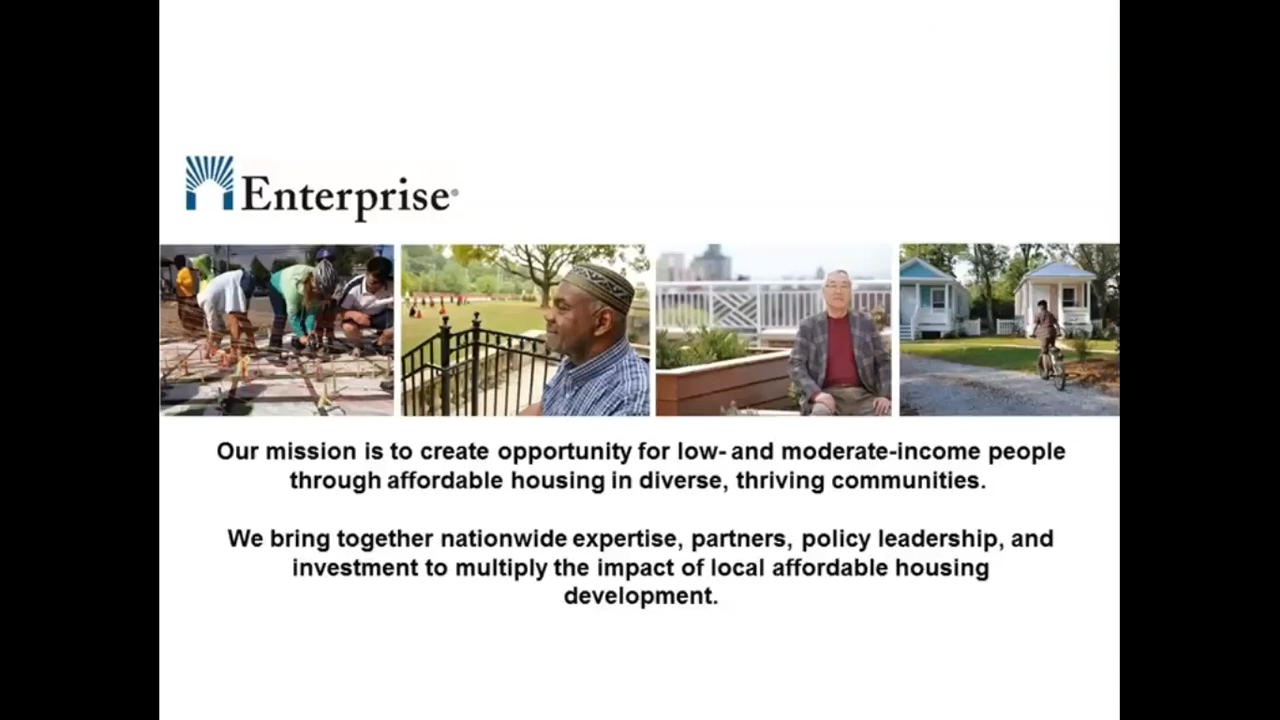 Enterprise®
Our mission is to create opportunity for low- and moderate-income people
through affordable housing in diverse, thriving communities.
We bring together nationwide expertise, partners, policy leadership, and
investment to multiply the impact of local affordable housing
development.